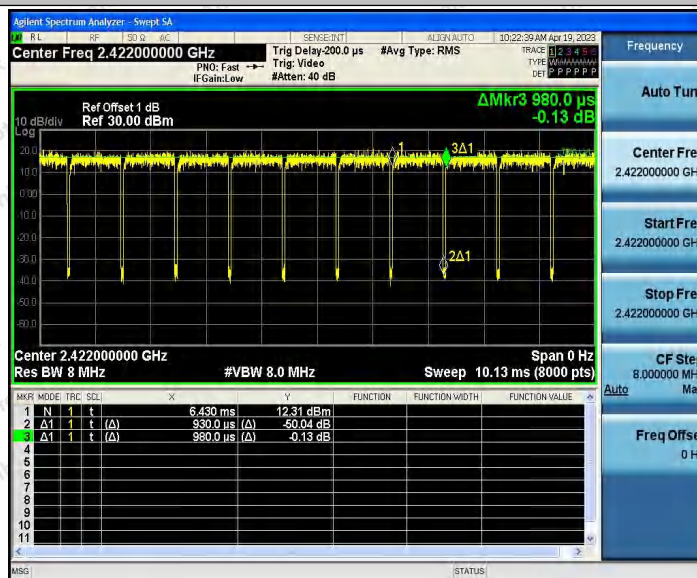 Agilent Spectrum Analyzer - Swept SA
RL RF 50 Ω AC SENSE:INT ALIGN AUTO 10:22:39 AM Apr 19, 2023
Center Freq 2.422000000 GHz
PNO: Fast
IFGain:Low
Trig Delay-200.0 µs
Trig: Video
#Atten: 40 dB
#Avg Type: RMS
TRACE 1 2 3 4 5 6
TYPE
DET P P P P P P
Frequency
Auto Tun
Center Fre
2.422000000 GH
Start Fre
2.422000000 GH
Stop Fre
2.422000000 GH
CF Ste
8.000000 MH
Auto Ma
Freq Offse
0 H
10 dB/div
Log
Ref Offset 1 dB
Ref 30.00 dBm
ΔMkr3 980.0 µs
-0.13 dB
20.0
10.0
0.00
-10.0
-20.0
-30.0
-40.0
-50.0
-60.0
1
3Δ1
2Δ1
Center 2.422000000 GHz
Span 0 Hz
Res BW 8 MHz
#VBW 8.0 MHz
Sweep 10.13 ms (8000 pts)
MKR MODE TRC SCL X Y FUNCTION FUNCTION WIDTH FUNCTION VALUE
1 N 1 t 6.430 ms 12.31 dBm
2 Δ1 1 t (Δ) 930.0 µs (Δ) -50.04 dB
3 Δ1 1 t (Δ) 980.0 µs (Δ) -0.13 dB
4
5
6
7
8
9
10
11
MSG
STATUS